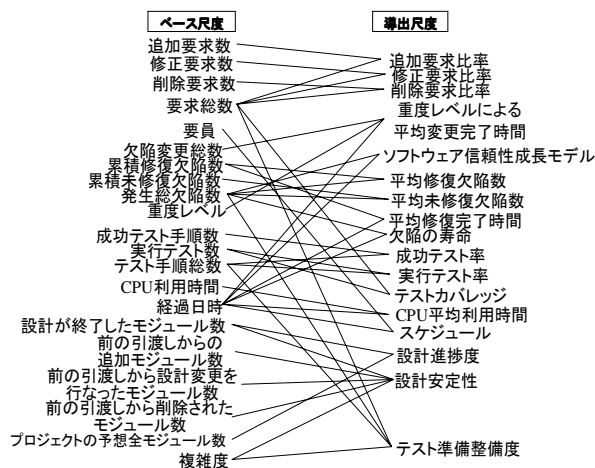 ベース尺度
追加要求数
修正要求数
削除要求数
要求総数
要員
欠陥変更総数
累積修復欠陥数
累積未修復欠陥数
発生総欠陥数
重度レベル
成功テスト手順数
実行テスト数
テスト手順総数
CPU利用時間
経過日時
設計が終了したモジュール数
前の引渡しからの
追加モジュール数
前の引渡しから設計変更を
行なったモジュール数
前の引渡しから削除された
モジュール数
プロジェクトの予想全モジュール数
複雑度
導出尺度
追加要求比率
修正要求比率
削除要求比率
重度レベルによる
平均変更完了時間
ソフトウェア信頼性成長モデル
平均修復欠陥数
平均未修復欠陥数
平均修復完了時間
欠陥の寿命
成功テスト率
実行テスト率
テストカバレッジ
CPU平均利用時間
スケジュール
設計進捗度
設計安定性
テスト準備整備度